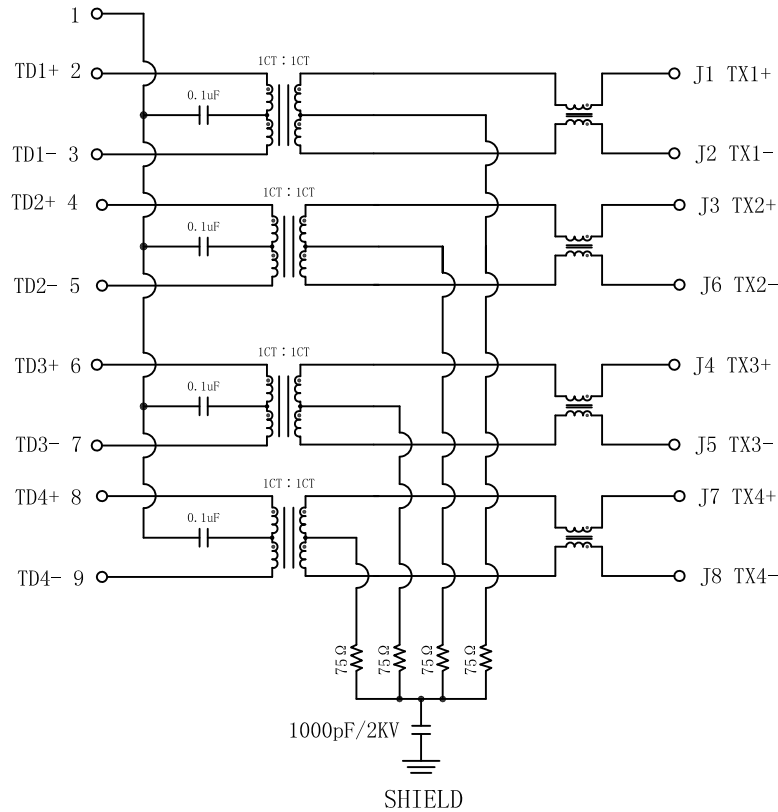 1
1CT:1CT
TD1+ 2
J1 TX1+
0.1uF
TD1- 3
J2 TX1-
1CT:1CT
TD2+ 4
J3 TX2+
0.1uF
TD2- 5
J6 TX2-
1CT:1CT
TD3+ 6
J4 TX3+
0.1uF
TD3- 7
J5 TX3-
1CT:1CT
TD4+ 8
J7 TX4+
0.1uF
TD4- 9
J8 TX4-
75Ω
75Ω
75Ω
75Ω
1000pF/2KV
SHIELD